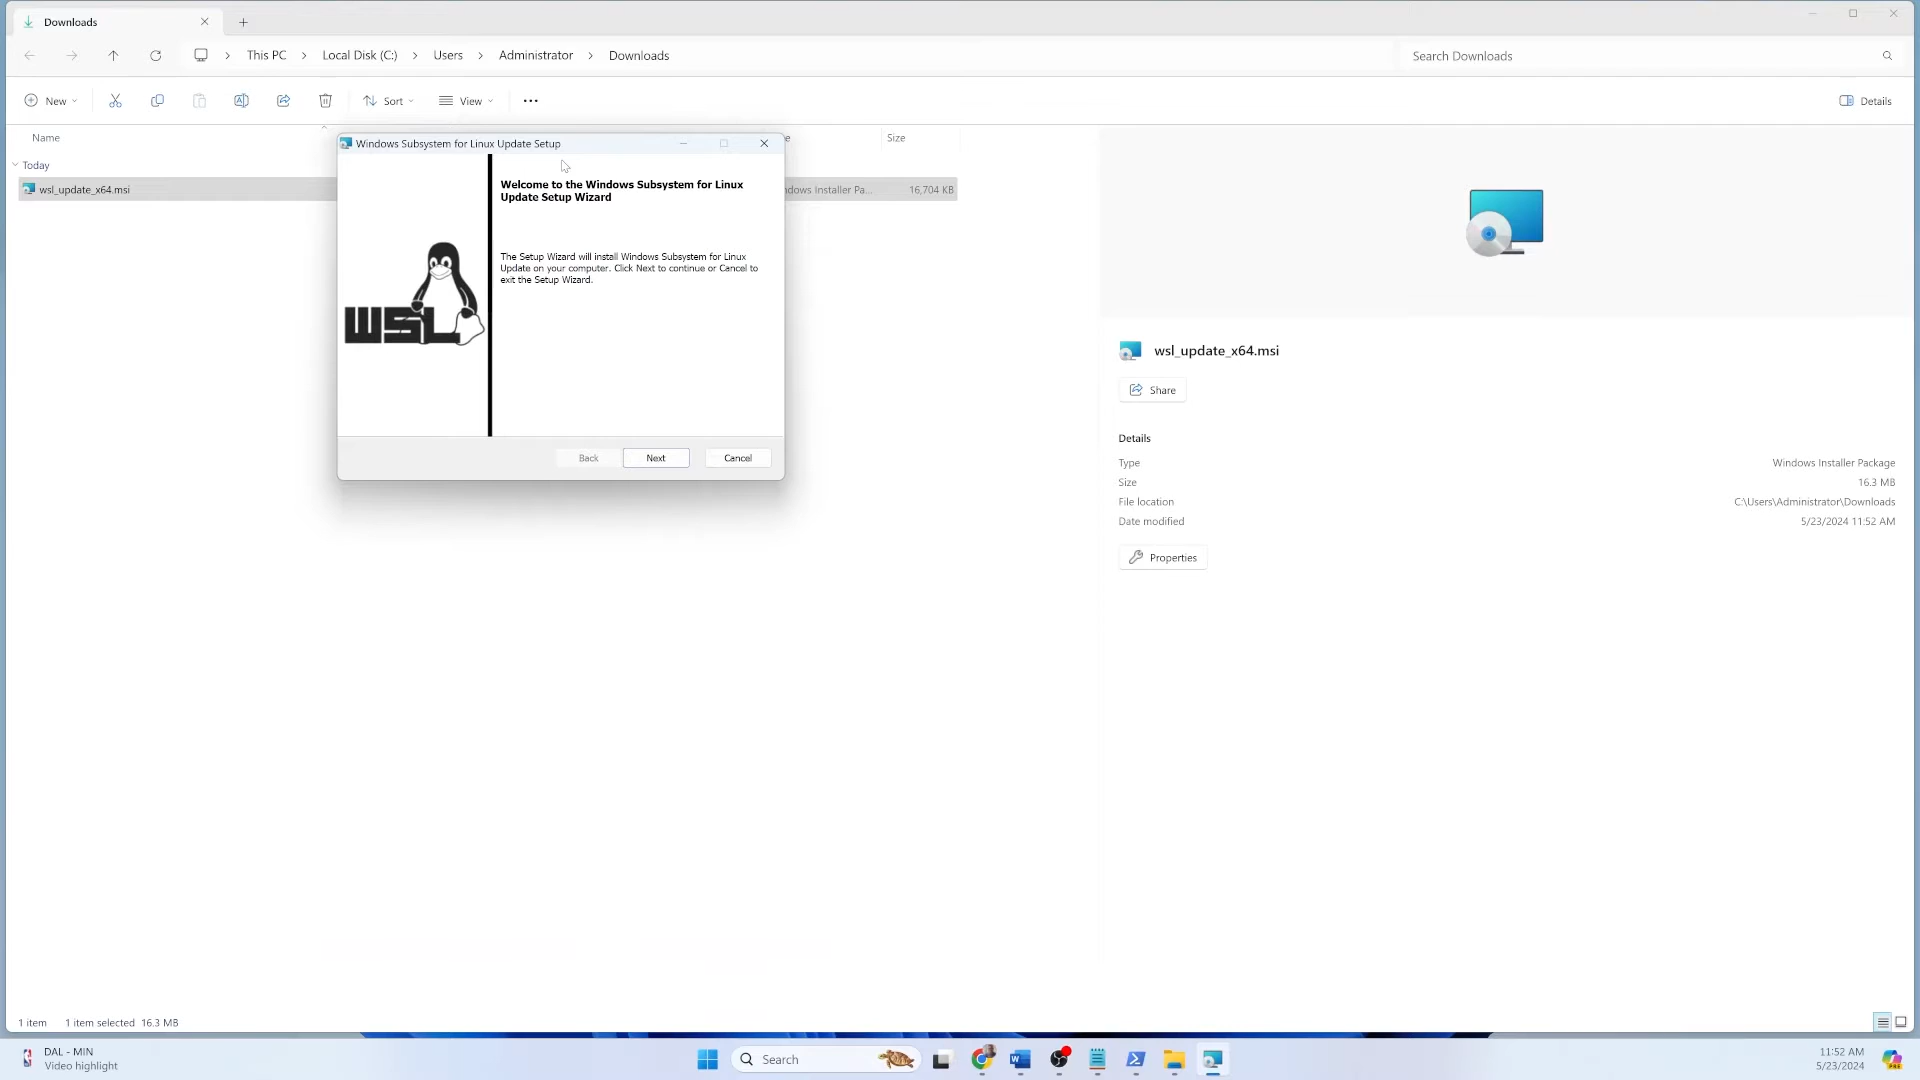 Downloads
This PC > Local Disk (C:) > Users > Administrator > Downloads
Search Downloads
New
Sort
View
Details
Name
Size
Today
wsl_update_x64.msi
16,704 KB
Windows Subsystem for Linux Update Setup
Welcome to the Windows Subsystem for Linux
Update Setup Wizard
The Setup Wizard will install Windows Subsystem for Linux
Update on your computer. Click Next to continue or Cancel to
exit the Setup Wizard.
WSL
Back
Next
Cancel
wsl_update_x64.msi
Share
Details
Type Windows Installer Package
Size 16.3 MB
File location C:\Users\Administrator\Downloads
Date modified 5/23/2024 11:52 AM
Properties
1 item 1 item selected 16.3 MB
DAL - MIN
Video highlight
Search
11:52 AM
5/23/2024